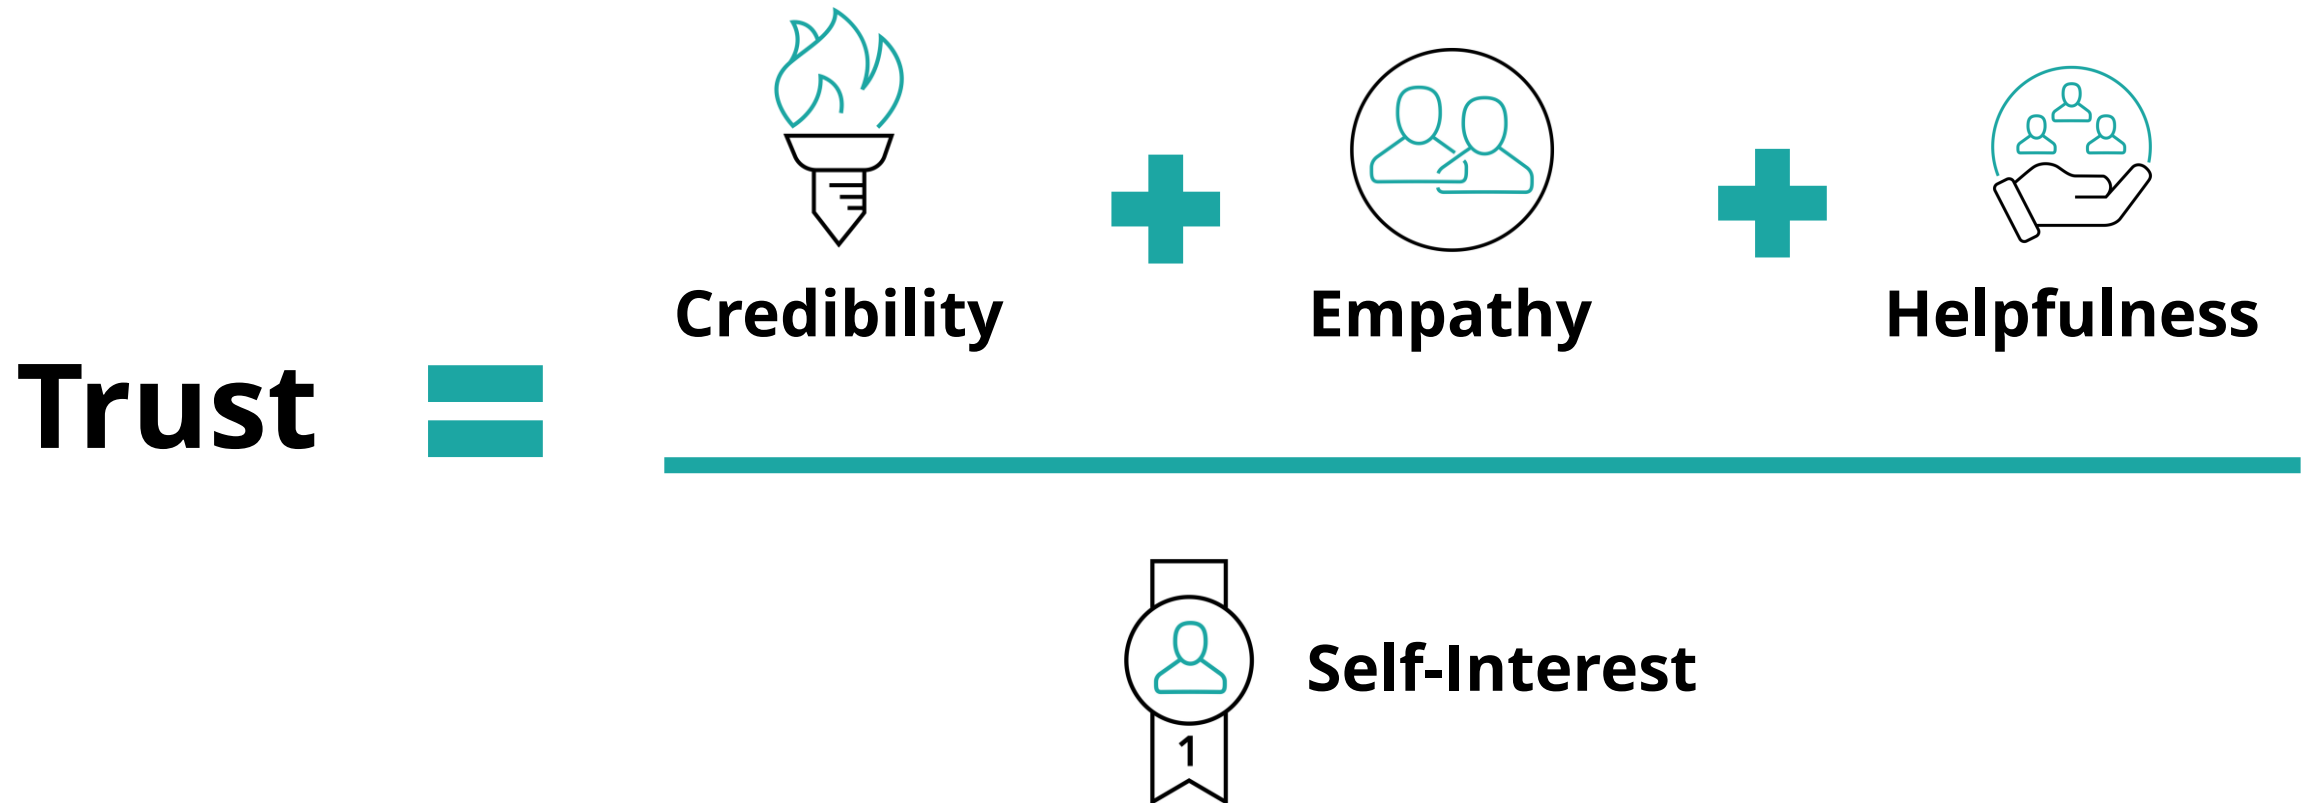 Credibility
Empathy
Helpfulness
Trust
1
Self-Interest